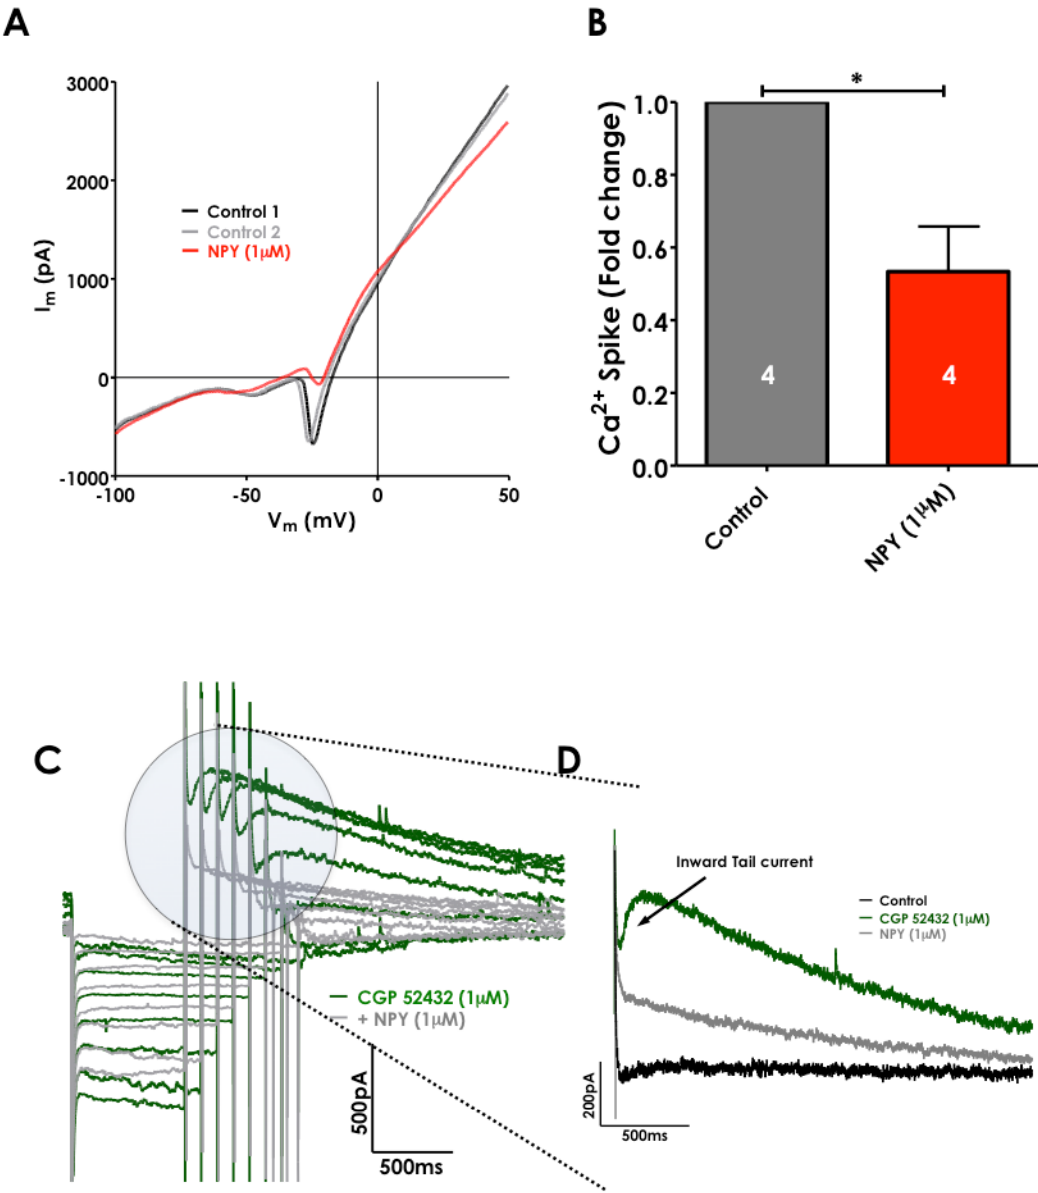 A
3000
2000
1000
0
-1000
-100
-50
0
50
Im (pA)
Vm (mV)
Control 1
Control 2
NPY (1μM)
B
*
1.0
0.8
0.6
0.4
0.2
0.0
Ca2+ Spike (Fold change)
4
4
Control
NPY (1μM)
C
CGP 52432 (1μM)
+ NPY (1μM)
500pA
500ms
D
Inward Tail current
Control
CGP 52432 (1μM)
NPY (1μM)
200pA
500ms